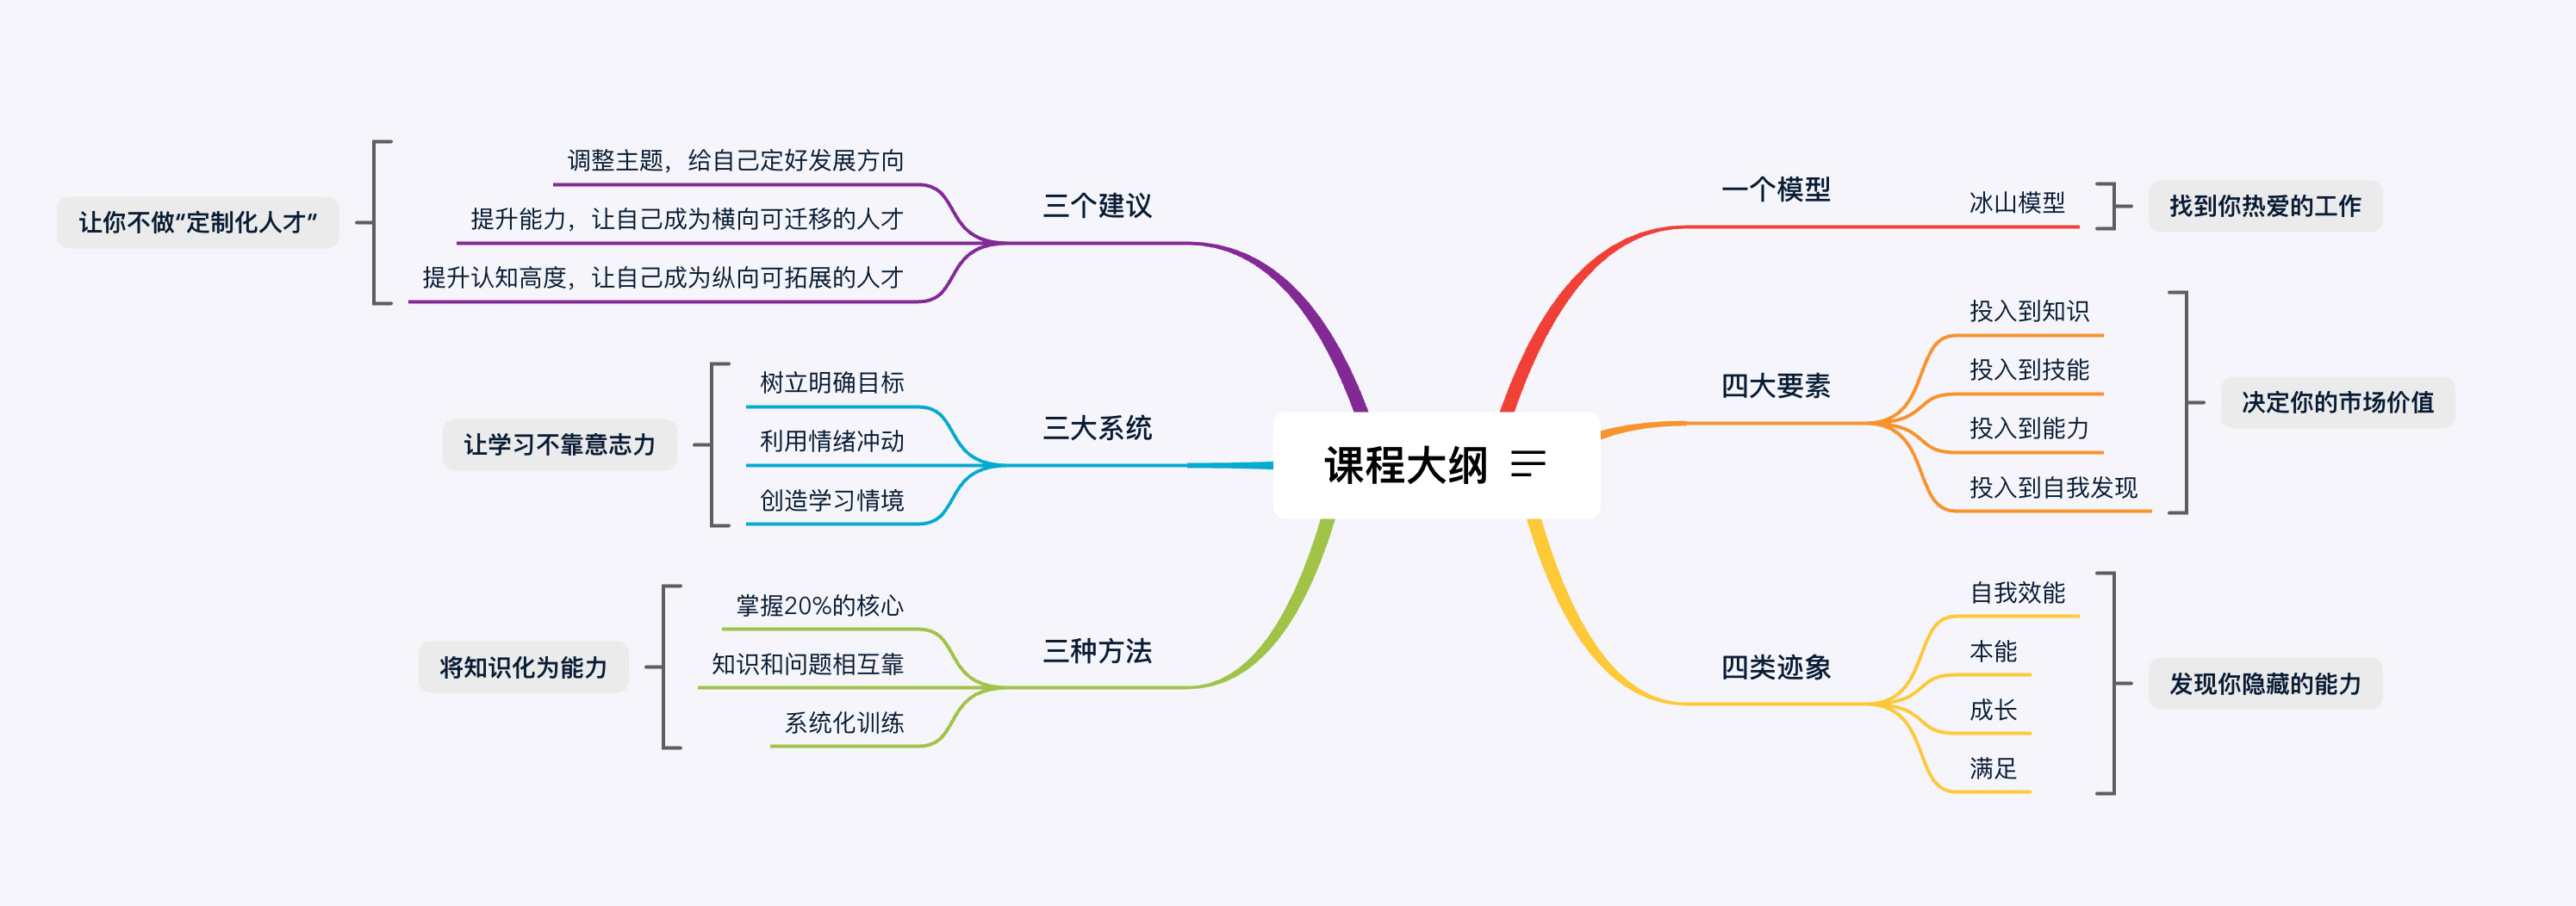 课程大纲
一个模型
冰山模型
找到你热爱的工作
四大要素
投入到知识
投入到技能
投入到能力
投入到自我发现
决定你的市场价值
四类迹象
自我效能
本能
成长
满足
发现你隐藏的能力
三个建议
调整主题，给自己定好发展方向
提升能力，让自己成为横向可迁移的人才
提升认知高度，让自己成为纵向可拓展的人才
让你不做“定制化人才”
三大系统
树立明确目标
利用情绪冲动
创造学习情境
让学习不靠意志力
三种方法
掌握20%的核心
知识和问题相互靠
系统化训练
将知识化为能力